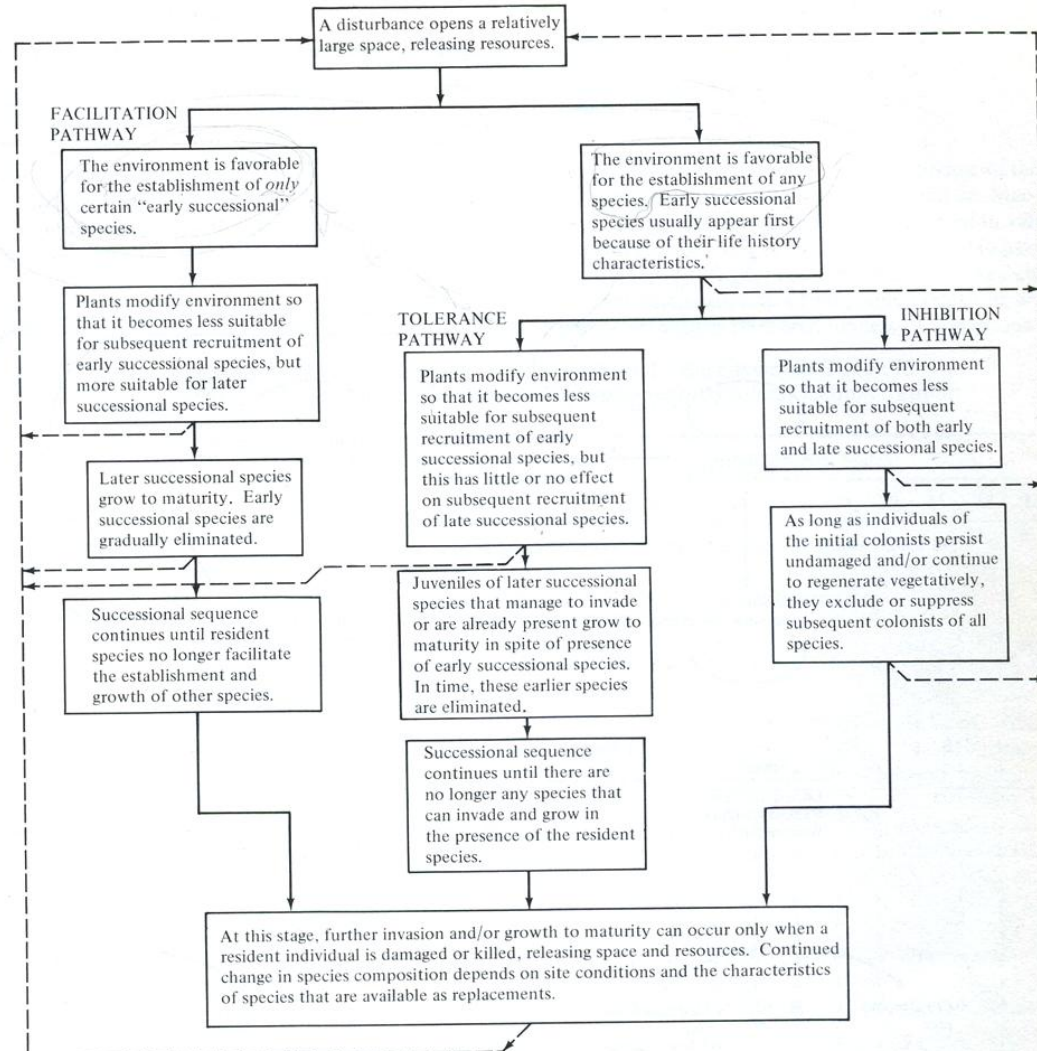 A disturbance opens a relatively
large space, releasing resources.
FACILITATION
PATHWAY
The environment is favorable
for the establishment of only
certain “early successional”
species.
Plants modify environment so
that it becomes less suitable
for subsequent recruitment of
early successional species, but
more suitable for later
successional species.
Later successional species
grow to maturity. Early
successional species are
gradually eliminated.
Successional sequence
continues until resident
species no longer facilitate
the establishment and
growth of other species.
The environment is favorable
for the establishment of any
species. Early successional
species usually appear first
because of their life history
characteristics.
TOLERANCE
PATHWAY
Plants modify environment
so that it becomes less
suitable for subsequent
recruitment of early
successional species, but
this has little or no effect
on subsequent recruitment
of late successional species.
Juveniles of later successional
species that manage to invade
or are already present grow to
maturity in spite of presence
of early successional species.
In time, these earlier species
are eliminated.
Successional sequence
continues until there are
no longer any species that
can invade and grow in
the presence of the resident
species.
INHIBITION
PATHWAY
Plants modify environment
so that it becomes less
suitable for subsequent
recruitment of both early
and late successional species.
As long as individuals of
the initial colonists persist
undamaged and/or continue
to regenerate vegetatively,
they exclude or suppress
subsequent colonists of all
species.
At this stage, further invasion and/or growth to maturity can occur only when a
resident individual is damaged or killed, releasing space and resources. Continued
change in species composition depends on site conditions and the characteristics
of species that are available as replacements.